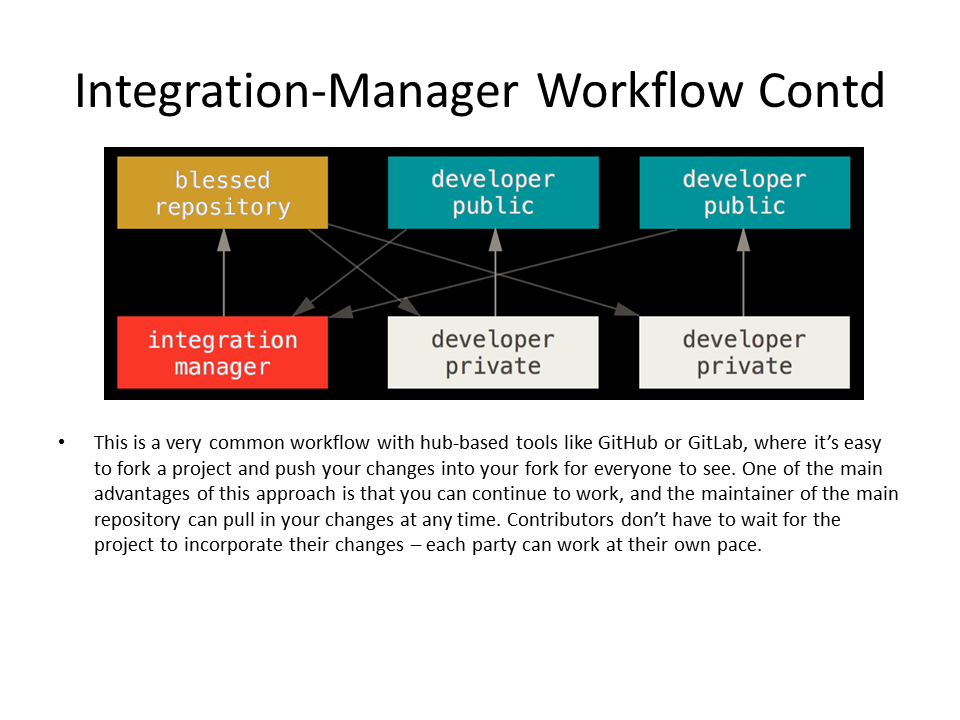 Integration-Manager Workflow Contd
blessed
repository
developer
public
developer
public
integration
manager
developer
private
developer
private
• This is a very common workflow with hub-based tools like GitHub or GitLab, where it’s easy
to fork a project and push your changes into your fork for everyone to see. One of the main
advantages of this approach is that you can continue to work, and the maintainer of the main
repository can pull in your changes at any time. Contributors don’t have to wait for the
project to incorporate their changes – each party can work at their own pace.